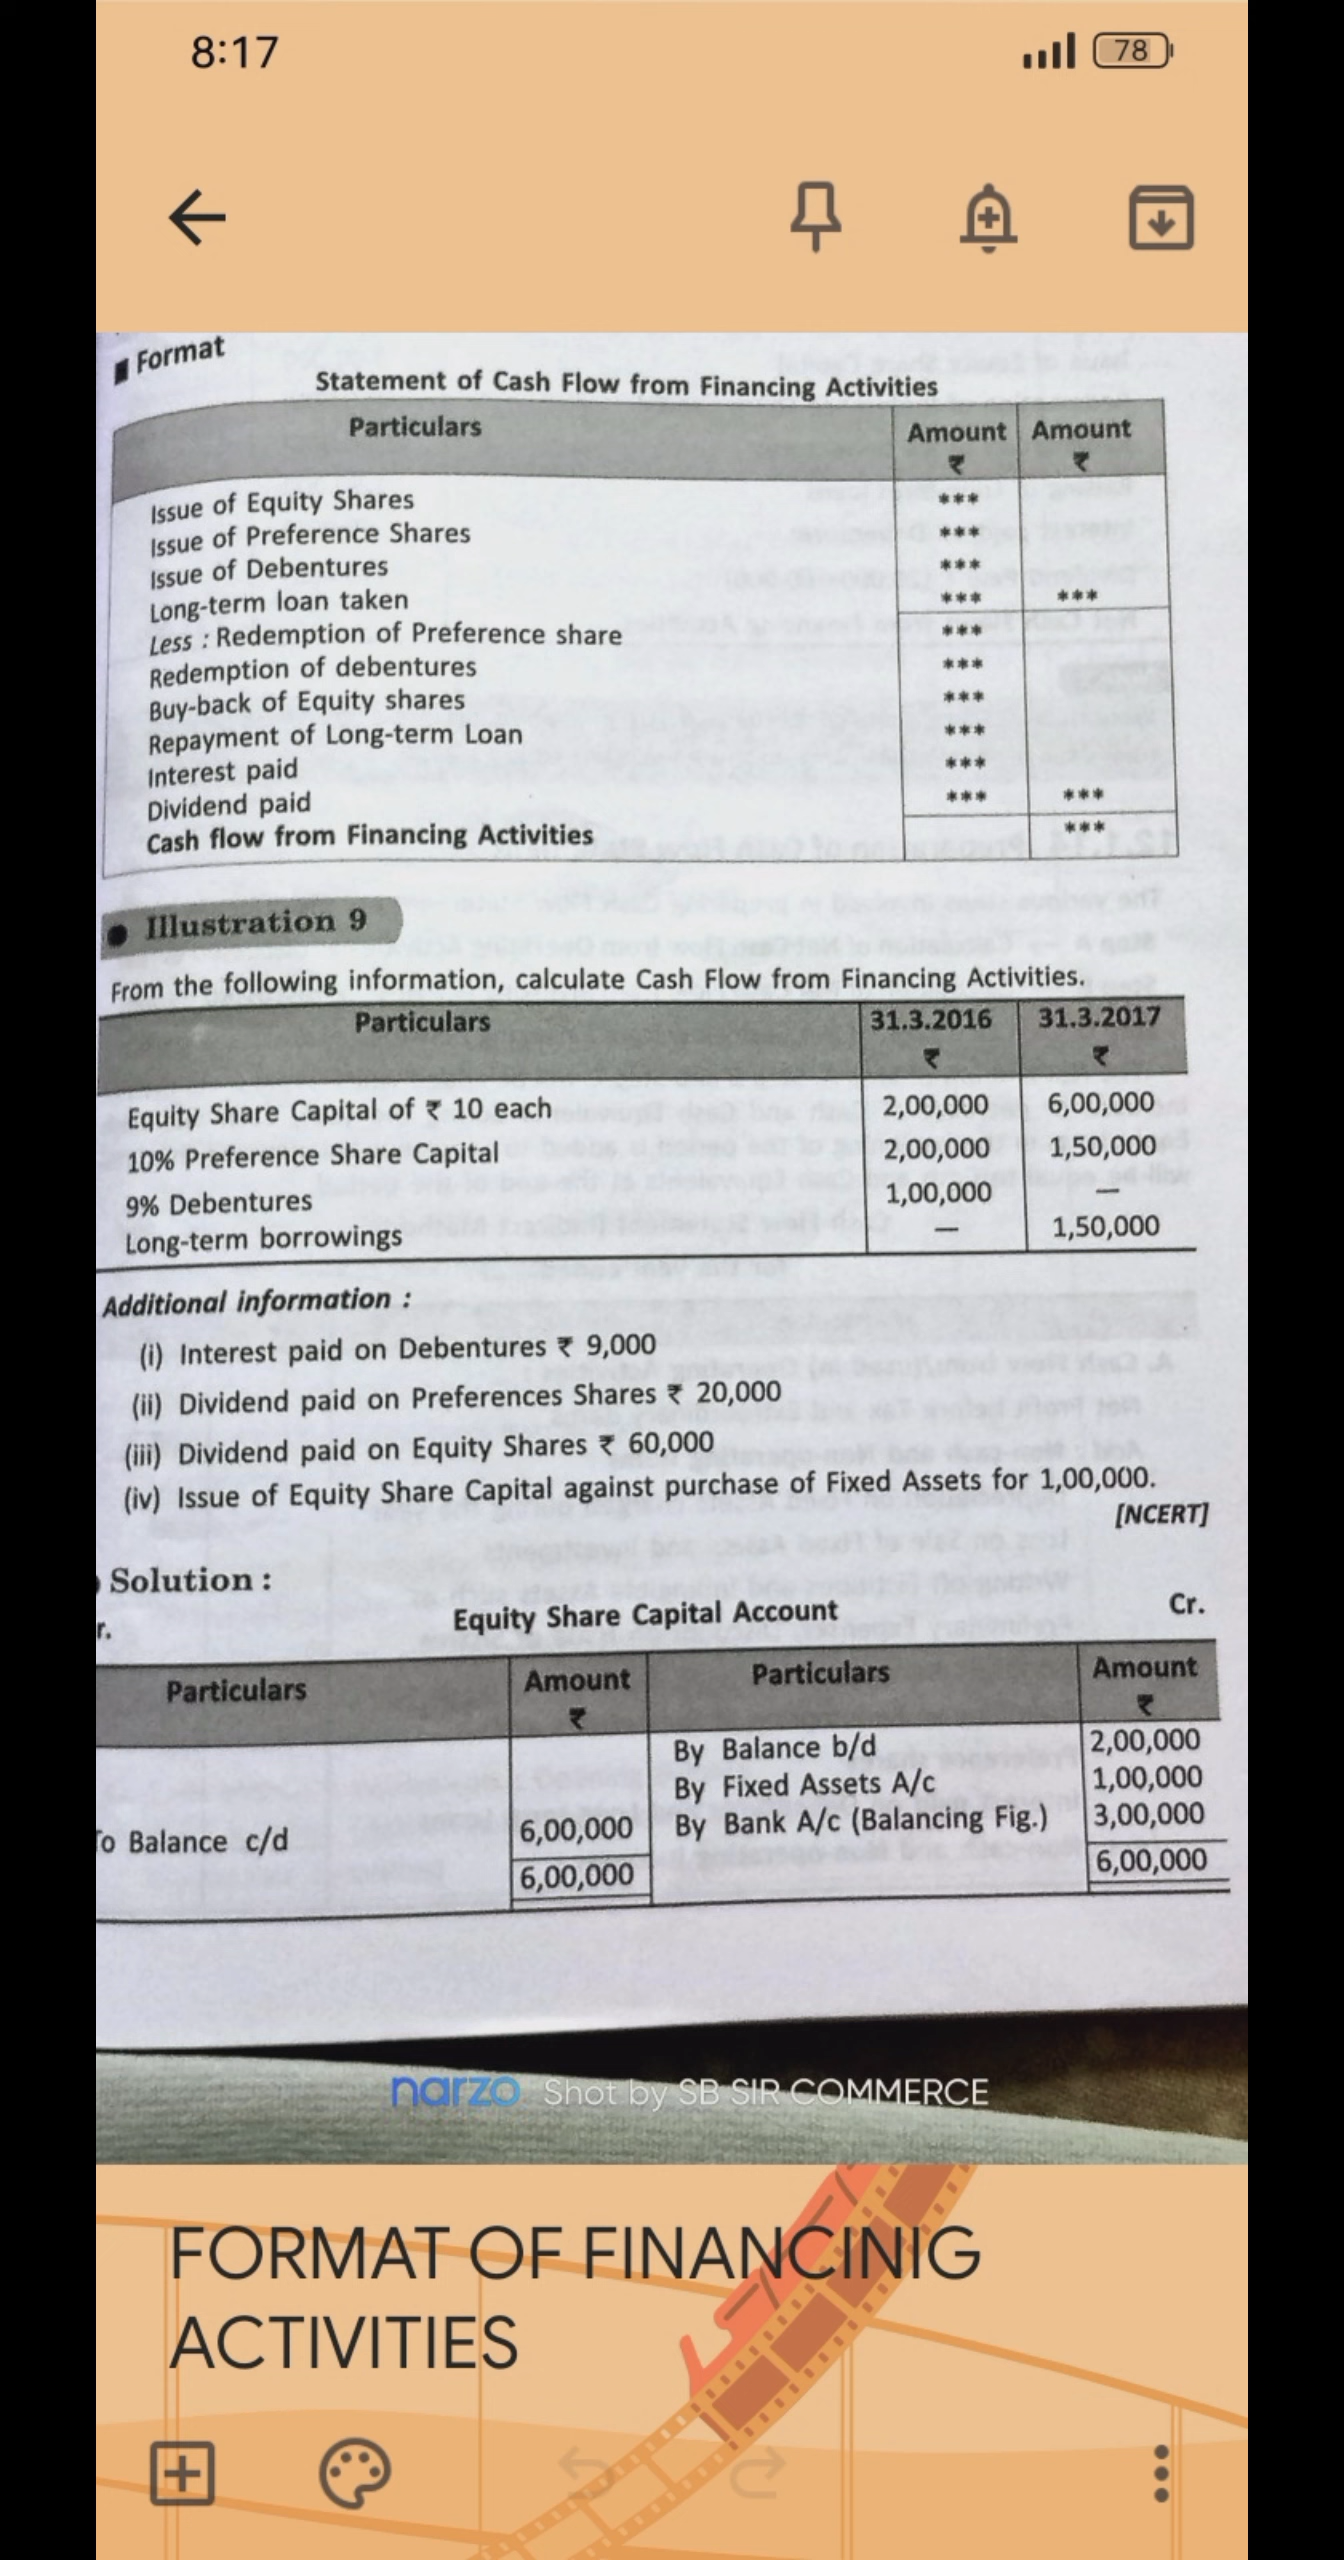 8:17
78
Format
Statement of Cash Flow from Financing Activities
Particulars Amount ₹ Amount ₹
Issue of Equity Shares ***
Issue of Preference Shares ***
Issue of Debentures ***
Long-term loan taken *** ***
Less : Redemption of Preference share ***
Redemption of debentures ***
Buy-back of Equity shares ***
Repayment of Long-term Loan ***
Interest paid ***
Dividend paid *** ***
Cash flow from Financing Activities ***
Illustration 9
From the following information, calculate Cash Flow from Financing Activities.
Particulars 31.3.2016 ₹ 31.3.2017 ₹
Equity Share Capital of ₹ 10 each 2,00,000 6,00,000
10% Preference Share Capital 2,00,000 1,50,000
9% Debentures 1,00,000 —
Long-term borrowings — 1,50,000
Additional information :
(i) Interest paid on Debentures ₹ 9,000
(ii) Dividend paid on Preferences Shares ₹ 20,000
(iii) Dividend paid on Equity Shares ₹ 60,000
(iv) Issue of Equity Share Capital against purchase of Fixed Assets for 1,00,000.
[NCERT]
Solution :
r. Equity Share Capital Account Cr.
Particulars Amount ₹ Particulars Amount ₹
By Balance b/d 2,00,000
By Fixed Assets A/c 1,00,000
To Balance c/d 6,00,000 By Bank A/c (Balancing Fig.) 3,00,000
6,00,000 6,00,000
narzo Shot by SB SIR COMMERCE
FORMAT OF FINANCINIG
ACTIVITIES